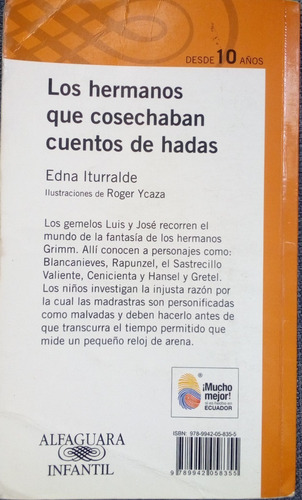 DESDE 10 AÑOS
Los hermanos
que cosechaban
cuentos de hadas
Edna Iturralde
Ilustraciones de Roger Ycaza
Los gemelos Luis y José recorren el
mundo de la fantasía de los hermanos
Grimm. Allí conocen a personajes como:
Blancanieves, Rapunzel, el Sastrecillo
Valiente, Cenicienta y Hansel y Gretel.
Los niños investigan la injusta razón por
la cual las madrastras son personificadas
como malvadas y deben hacerlo antes de
que transcurra el tiempo permitido que
mide un pequeño reloj de arena.
¡Mucho
mejor!
ECUADOR
ALFAGUARA
INFANTIL
ISBN: 978-9942-05-835-5
9789942058355